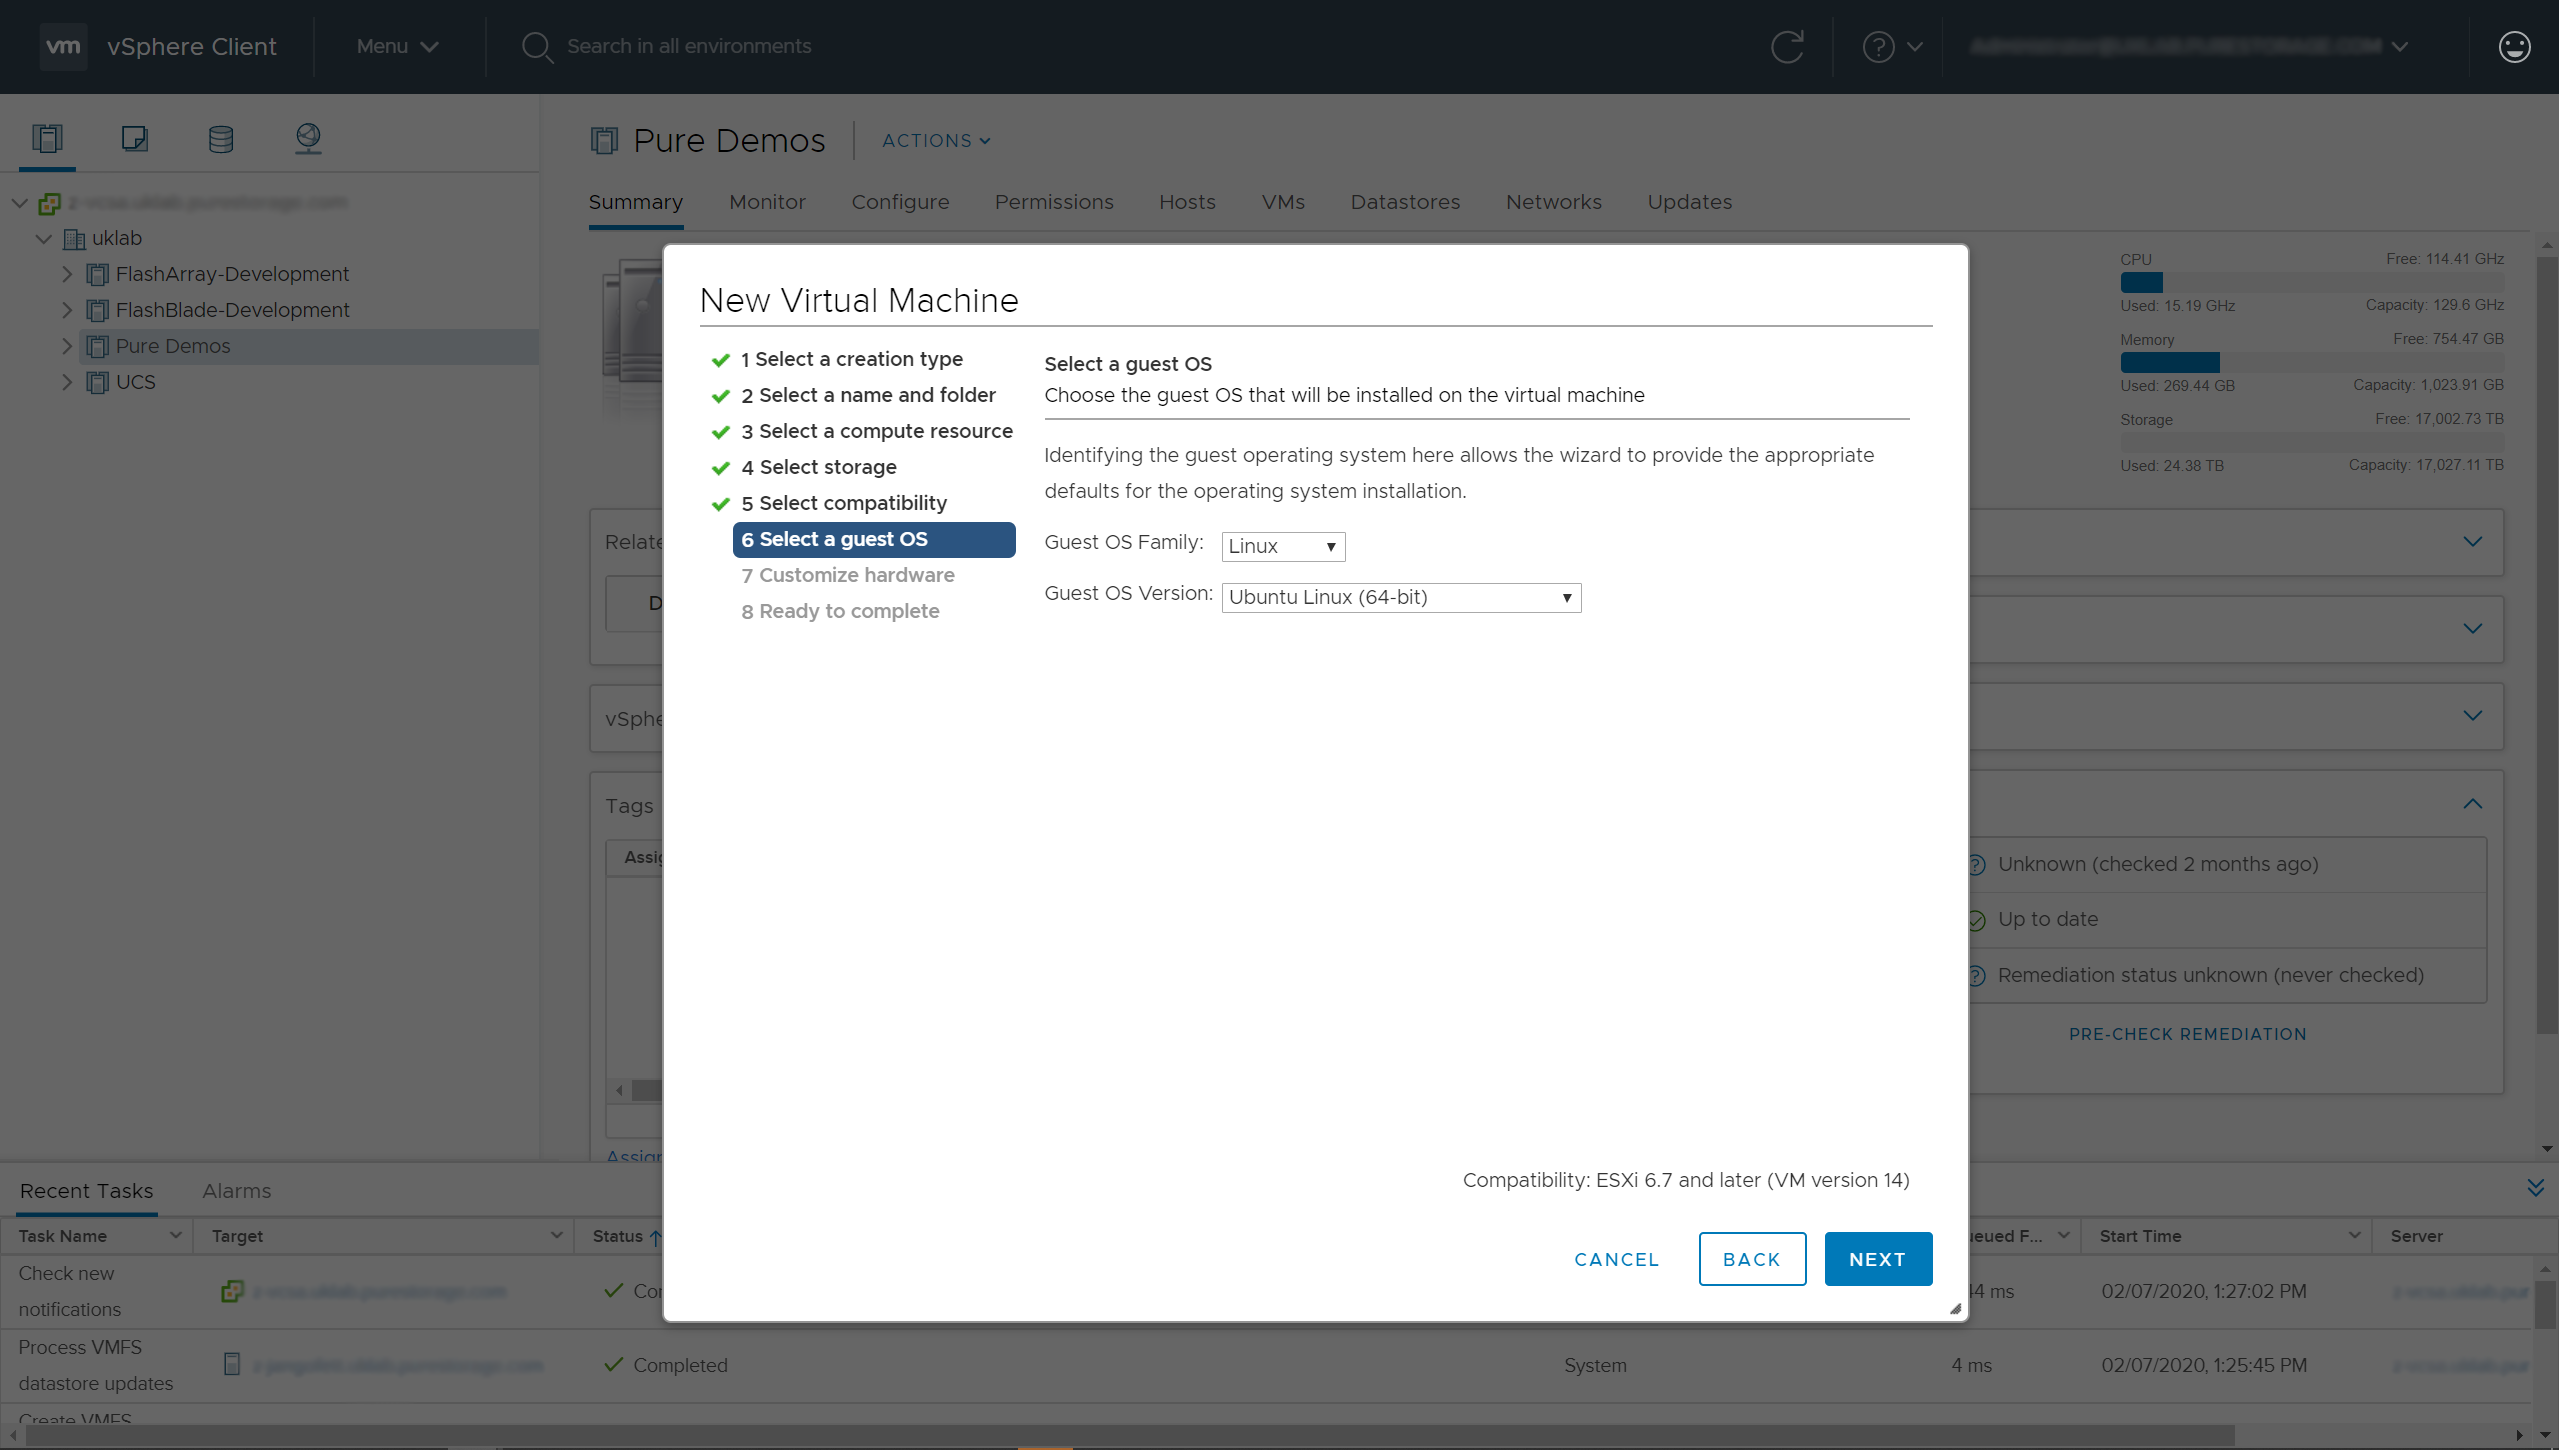 vm vSphere Client Menu Search in all environments
Pure Demos ACTIONS
Summary Monitor Configure Permissions Hosts VMs Datastores Networks Updates
uklab
FlashArray-Development
FlashBlade-Development
Pure Demos
UCS
CPU Free: 114.41 GHz
Used: 15.19 GHz Capacity: 129.6 GHz
Memory Free: 754.47 GB
Used: 269.44 GB Capacity: 1,023.91 GB
Storage Free: 17,002.73 TB
Used: 24.38 TB Capacity: 17,027.11 TB
New Virtual Machine
1 Select a creation type
2 Select a name and folder
3 Select a compute resource
4 Select storage
5 Select compatibility
6 Select a guest OS
7 Customize hardware
8 Ready to complete
Select a guest OS
Choose the guest OS that will be installed on the virtual machine
Identifying the guest operating system here allows the wizard to provide the appropriate
defaults for the operating system installation.
Guest OS Family: Linux
Guest OS Version: Ubuntu Linux (64-bit)
Compatibility: ESXi 6.7 and later (VM version 14)
CANCEL BACK NEXT
Relate
D
vSphe
Tags
Assig
Assign
Unknown (checked 2 months ago)
Up to date
Remediation status unknown (never checked)
PRE-CHECK REMEDIATION
Recent Tasks Alarms
Task Name Target Status ueued F... Start Time Server
Check new
notifications
Cor 44 ms 02/07/2020, 1:27:02 PM
Process VMFS
datastore updates
Completed System 4 ms 02/07/2020, 1:25:45 PM
Create VMFS